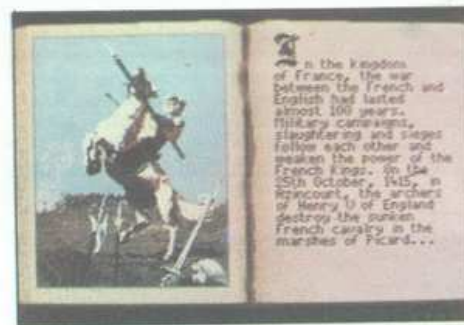 In the kingdom
of France, the war
between the French and
English had lasted
almost 100 years.
Military campaigns,
slaughtering and sieges
follow each other and
weaken the power of the
French Kings. On the
25th October, 1415, in
Azincourt, the archers
of Henry V of England
destroy the sunken
French cavalry in the
marshes of Picard...